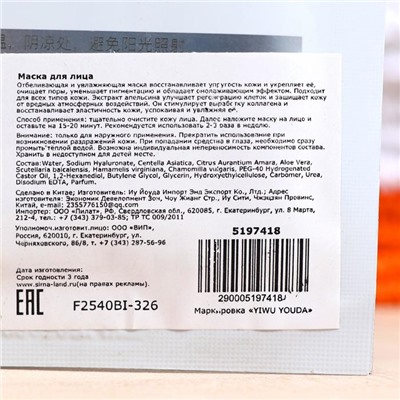 Маска для лица
Отбеливающая и увлажняющая маска восстанавливает упругость кожи и укрепляет её,
очищает поры, уменьшает пигментацию и обладает омолаживающим эффектом. Подходит
для всех типов кожи. Экстракт апельсина улучшает регенерацию клеток и защищает кожу
от вредных атмосферных воздействий. Он стимулирует выработку коллагена и
восстанавливает эластичность кожи, успокаивая и увлажняя её.
Способ применения: тщательно очистите кожу лица. Далее наложите маску на лицо и
оставьте на 15-20 минут. Рекомендуется использовать 2-3 раза в неделю.
Внимание: только для наружного применения. Прекратите использование при
возникновении раздражений кожи. При попадании средства в глаза, необходимо сразу
промыть тёплой водой. Возможна индивидуальная непереносимость компонентов состава.
Хранить в недоступном для детей месте.
Состав:Water, Sodium Hyaluronate, Centella Asiatica, Citrus Aurantium Amara, Aloe Vera,
Scutellaria baicalensis, Hamamelis virginiana, Chamomilla vulgaris, PEG-40 Hydrogenated
Castor Oil, 1,2-Hexanediol, Butylene Glycol, Glycerin, Hydroxyethylcellulose, Carbomer, Urea,
Disodium EDTA, Parfum.
Сделано в Китае; Изготовитель: Иу Йоуда Импорт Энд Экспорт Ко., Лтд./ Адрес
изготовителя: Экономик Девелопмент Зон, Чоу Жианг Стр., Иу Сити, Чжэцзян Провинс,
Китай, e-mail: 2355776150@qq.com
Импортер: ООО «Пилат», РФ, Свердловская обл., 620085, г. Екатеринбург, ул. 8 Марта,
212-4, тел.: +7 (343) 379-03-85; ТР ТС 009/2011
Уполномоч.изготовит.лицо: ООО «ВИП»,
Россия, 620010, г. Екатеринбург, ул.
Черняховского, 86/8, т. +7 (343) 287-56-96
5197418
Дата изготовления:
Срок годности 3 года
www.sima-land.ru(на правах рекламы).
EAC
F2540BI-326
290005197418
Маркировка «YIWU YOUDA»